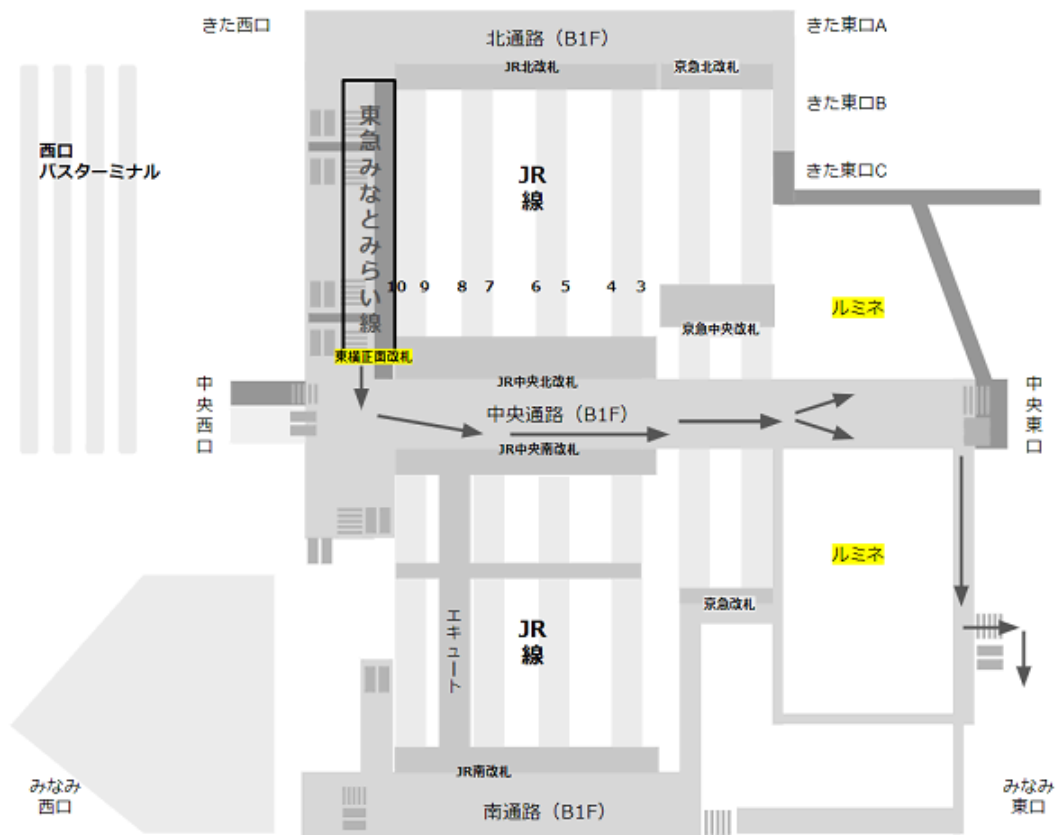 きた西口
北通路（B1F）
きた東口A
JR北改札
京急北改札
きた東口B
西口
バスターミナル
東急みなとみらい線
JR
線
きた東口C
10 9 8 7 6 5 4 3
ルミネ
京急中央改札
東横正面改札
中央西口
JR中央北改札
中央通路（B1F）
JR中央南改札
中央東口
ルミネ
京急改札
エキュート
JR
線
JR南改札
みなみ
西口
南通路（B1F）
みなみ
東口